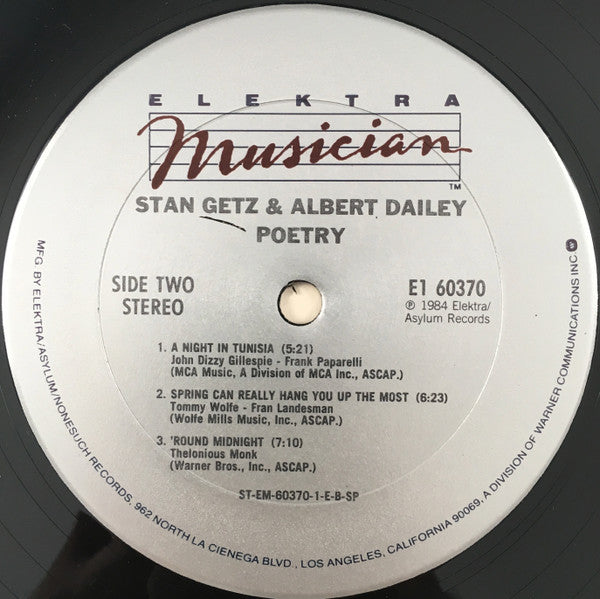 ELEKTRA
Musician
TM
STAN GETZ & ALBERT DAILEY
POETRY
SIDE TWO
STEREO
E1 60370
℗ 1984 Elektra/
Asylum Records
1. A NIGHT IN TUNISIA (5:21)
John Dizzy Gillespie - Frank Paparelli
(MCA Music, A Division of MCA Inc., ASCAP.)
2. SPRING CAN REALLY HANG YOU UP THE MOST (6:23)
Tommy Wolfe - Fran Landesman
(Wolfe Mills Music, Inc., ASCAP.)
3. 'ROUND MIDNIGHT (7:10)
Thelonious Monk
(Warner Bros., Inc., ASCAP.)
ST-EM-60370-1-E-B-SP
MFG. BY ELEKTRA/ASYLUM/NONESUCH RECORDS, 962 NORTH LA CIENEGA BLVD., LOS ANGELES, CALIFORNIA 90069, A DIVISION OF WARNER COMMUNICATIONS INC.